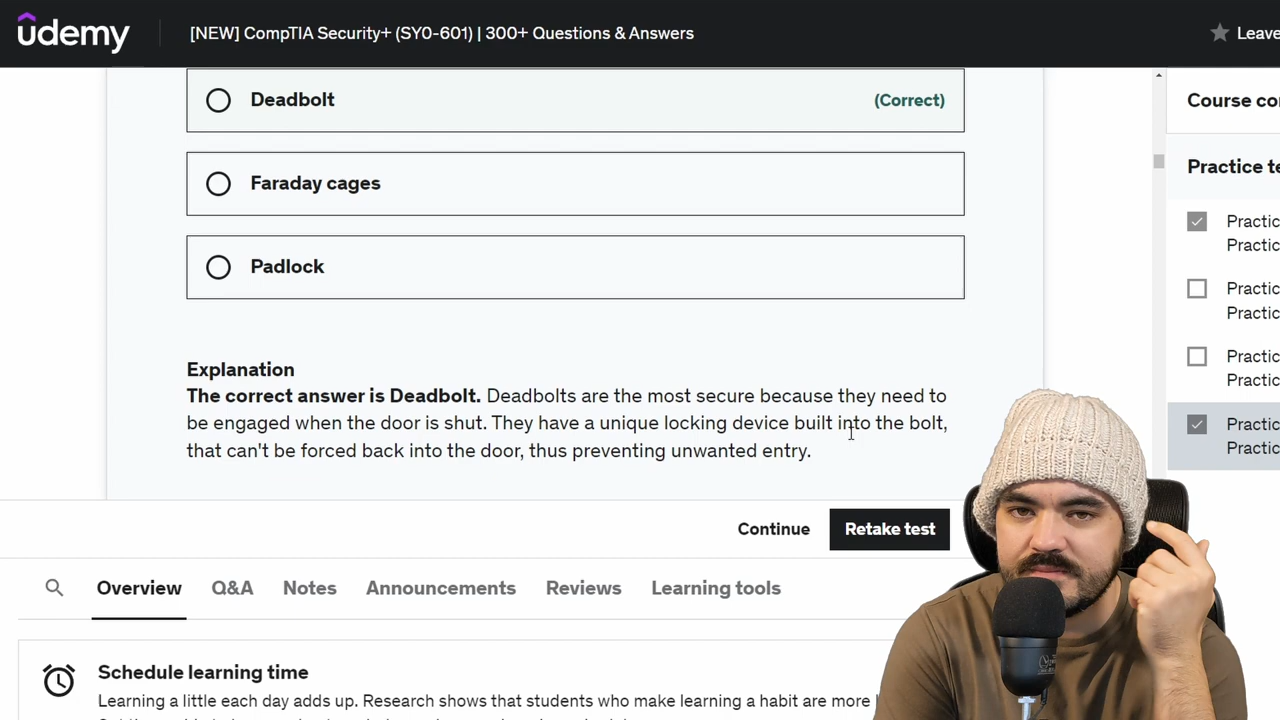 ûdemy
[NEW] CompTIA Security+ (SY0-601) | 300+ Questions & Answers
Leave
Deadbolt
(Correct)
Faraday cages
Padlock
Explanation
The correct answer is Deadbolt. Deadbolts are the most secure because they need to
be engaged when the door is shut. They have a unique locking device built into the bolt,
that can't be forced back into the door, thus preventing unwanted entry.
Continue
Retake test
Overview
Q&A
Notes
Announcements
Reviews
Learning tools
Schedule learning time
Learning a little each day adds up. Research shows that students who make learning a habit are more
Course co
Practice te
Practic
Practic
Practic
Practic
Practic
Practic
Practic
Practic